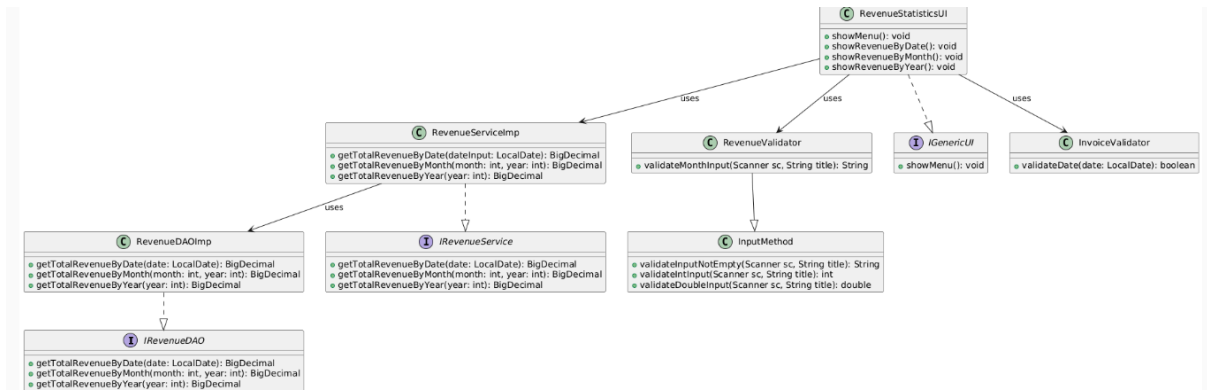 C RevenueStatisticsUI
showMenu(): void
showRevenueByDate(): void
showRevenueByMonth(): void
showRevenueByYear(): void
uses
uses
uses
C RevenueServiceImp
getTotalRevenueByDate(dateInput: LocalDate): BigDecimal
getTotalRevenueByMonth(month: int, year: int): BigDecimal
getTotalRevenueByYear(year: int): BigDecimal
C RevenueValidator
validateMonthInput(Scanner sc, String title): String
I IGenericUI
showMenu(): void
C InvoiceValidator
validateDate(date: LocalDate): boolean
uses
C RevenueDAOImp
getTotalRevenueByDate(date: LocalDate): BigDecimal
getTotalRevenueByMonth(month: int, year: int): BigDecimal
getTotalRevenueByYear(year: int): BigDecimal
I IRevenueService
getTotalRevenueByDate(date: LocalDate): BigDecimal
getTotalRevenueByMonth(month: int, year: int): BigDecimal
getTotalRevenueByYear(year: int): BigDecimal
C InputMethod
validateInputNotEmpty(Scanner sc, String title): String
validateIntInput(Scanner sc, String title): int
validateDoubleInput(Scanner sc, String title): double
I IRevenueDAO
getTotalRevenueByDate(date: LocalDate): BigDecimal
getTotalRevenueByMonth(month: int, year: int): BigDecimal
getTotalRevenueByYear(year: int): BigDecimal